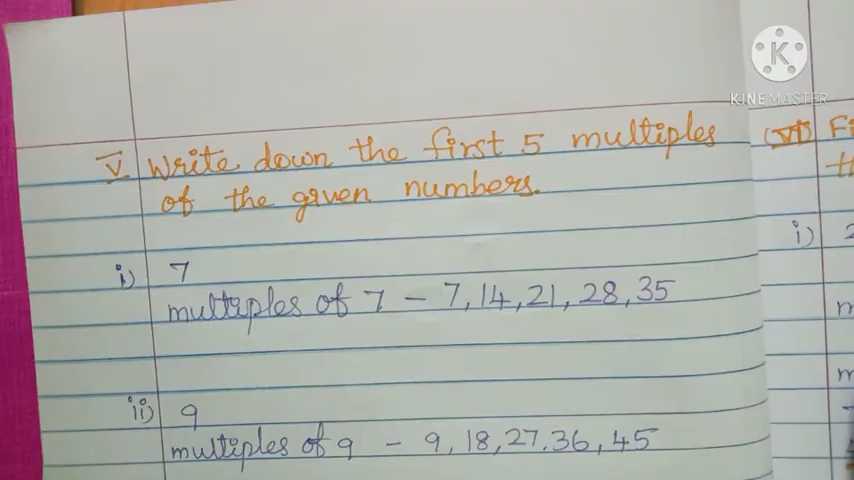 KINEMASTER
V Write down the first 5 multiples
of the given numbers.
i) 7
multiples of 7 - 7, 14, 21, 28, 35
ii) 9
multiples of 9 - 9, 18, 27. 36, 45
(VI)
i)